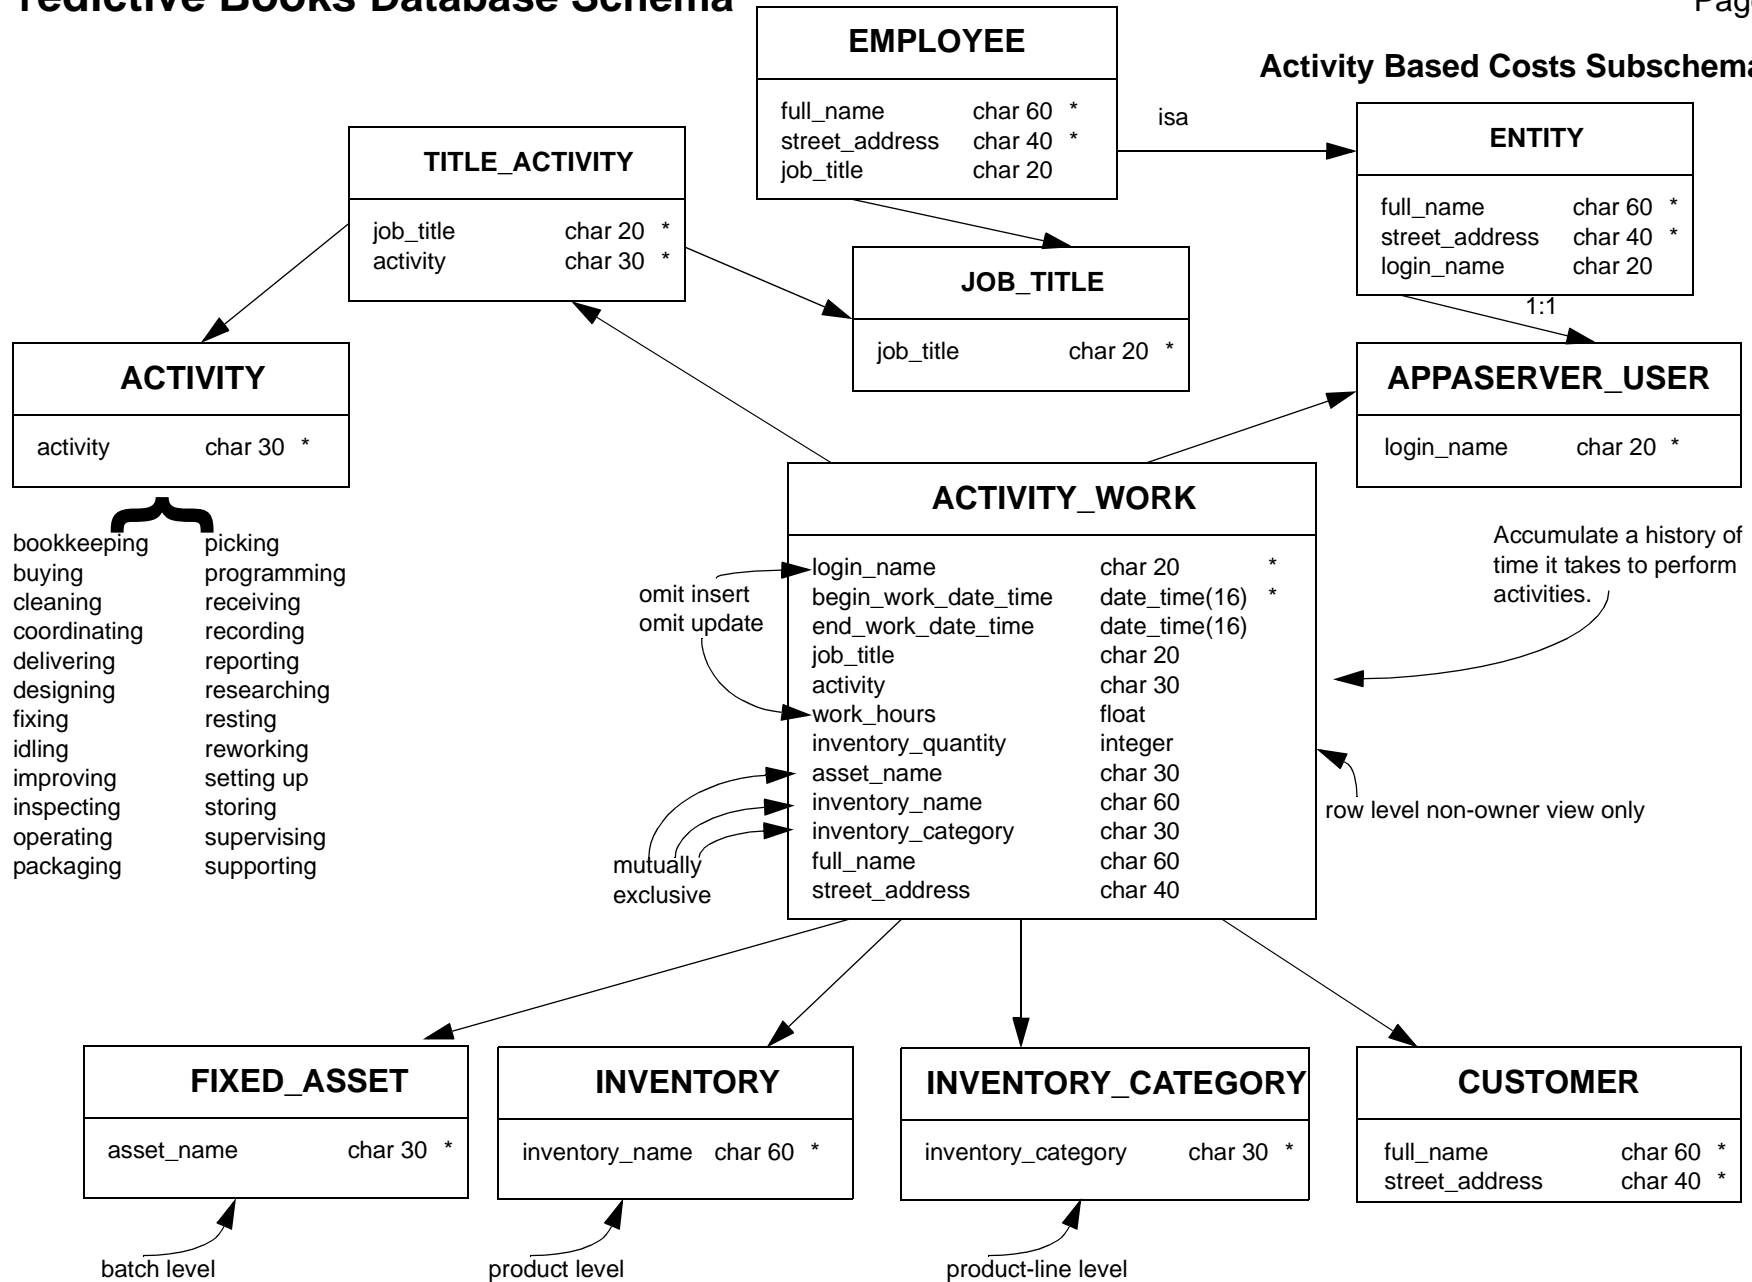 redictive Books Database Schema
Pag
Activity Based Costs Subschema
EMPLOYEE
full_name char 60 *
street_address char 40 *
job_title char 20
isa
ENTITY
full_name char 60 *
street_address char 40 *
login_name char 20
1:1
TITLE_ACTIVITY
job_title char 20 *
activity char 30 *
JOB_TITLE
job_title char 20 *
ACTIVITY
activity char 30 *
APPASERVER_USER
login_name char 20 *
bookkeeping picking
buying programming
cleaning receiving
coordinating recording
delivering reporting
designing researching
fixing resting
idling reworking
improving setting up
inspecting storing
operating supervising
packaging supporting
ACTIVITY_WORK
login_name char 20 *
begin_work_date_time date_time(16) *
end_work_date_time date_time(16)
job_title char 20
activity char 30
work_hours float
inventory_quantity integer
asset_name char 30
inventory_name char 60
inventory_category char 30
full_name char 60
street_address char 40
omit insert
omit update
mutually
exclusive
Accumulate a history of
time it takes to perform
activities.
row level non-owner view only
FIXED_ASSET
asset_name char 30 *
INVENTORY
inventory_name char 60 *
INVENTORY_CATEGORY
inventory_category char 30 *
CUSTOMER
full_name char 60 *
street_address char 40 *
batch level
product level
product-line level